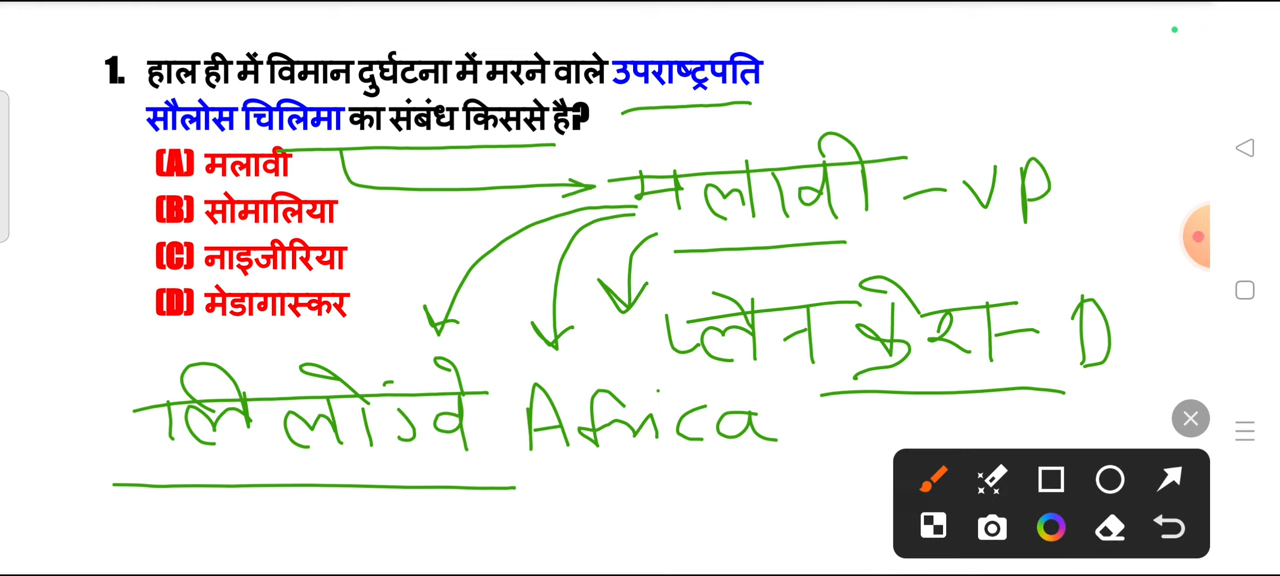 1. हाल ही में विमान दुर्घटना में मरने वाले उपराष्ट्रपति
सौलोस चिलिमा का संबंध किससे है?
(A) मलावी
(B) सोमालिया
(C) नाइजीरिया
(D) मेडागास्कर
मलावी - VP
प्लेन क्रेश - D
लिलोंग्वे Africa